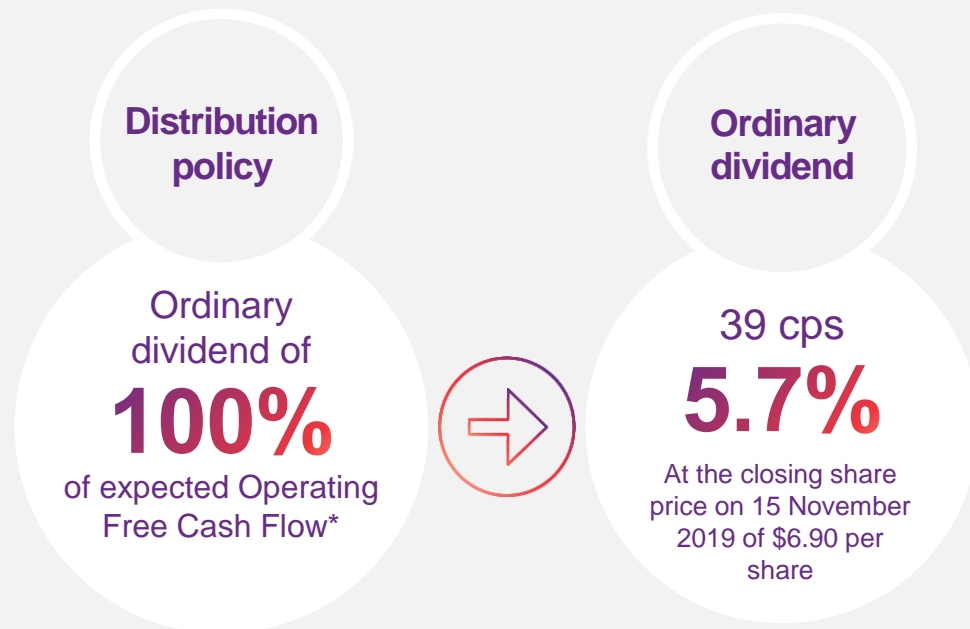 Distribution
policy
Ordinary
dividend of
100%
of expected Operating
Free Cash Flow*
Ordinary
dividend
39 cps
5.7%
At the closing share
price on 15 November
2019 of $6.90 per
share